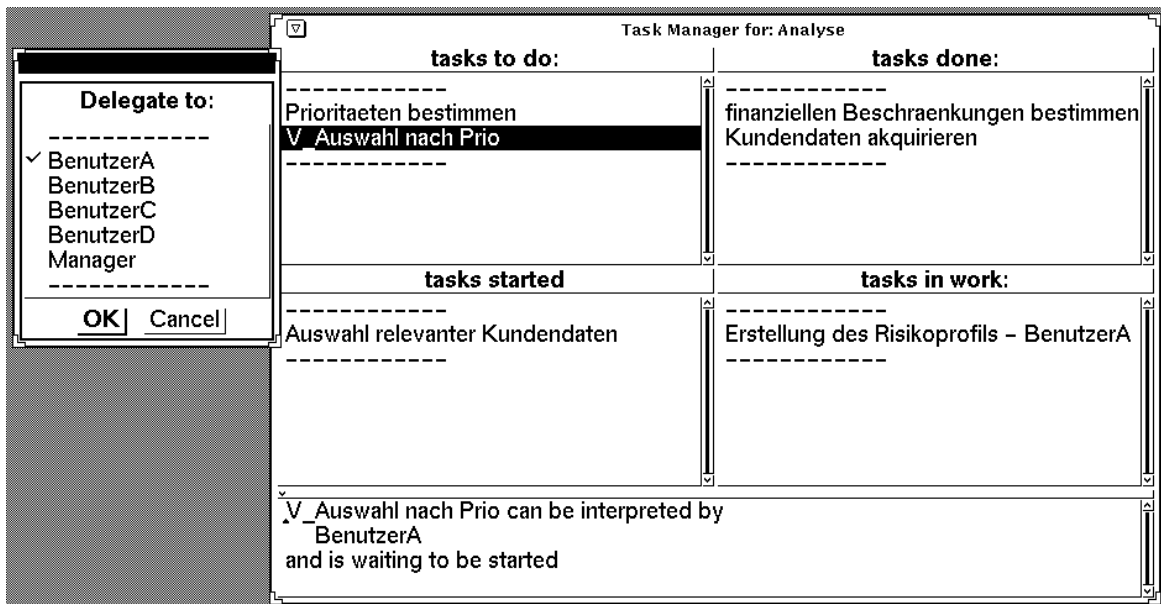 Task Manager for: Analyse
Delegate to:
-------------
BenutzerA
BenutzerB
BenutzerC
BenutzerD
Manager
-------------
OK Cancel
tasks to do:
-------------
Prioritaeten bestimmen
V_Auswahl nach Prio
-------------
tasks done:
-------------
finanziellen Beschraenkungen bestimmen
Kundendaten akquirieren
-------------
tasks started
-------------
Auswahl relevanter Kundendaten
-------------
tasks in work:
-------------
Erstellung des Risikoprofils – BenutzerA
-------------
V_Auswahl nach Prio can be interpreted by
BenutzerA
and is waiting to be started